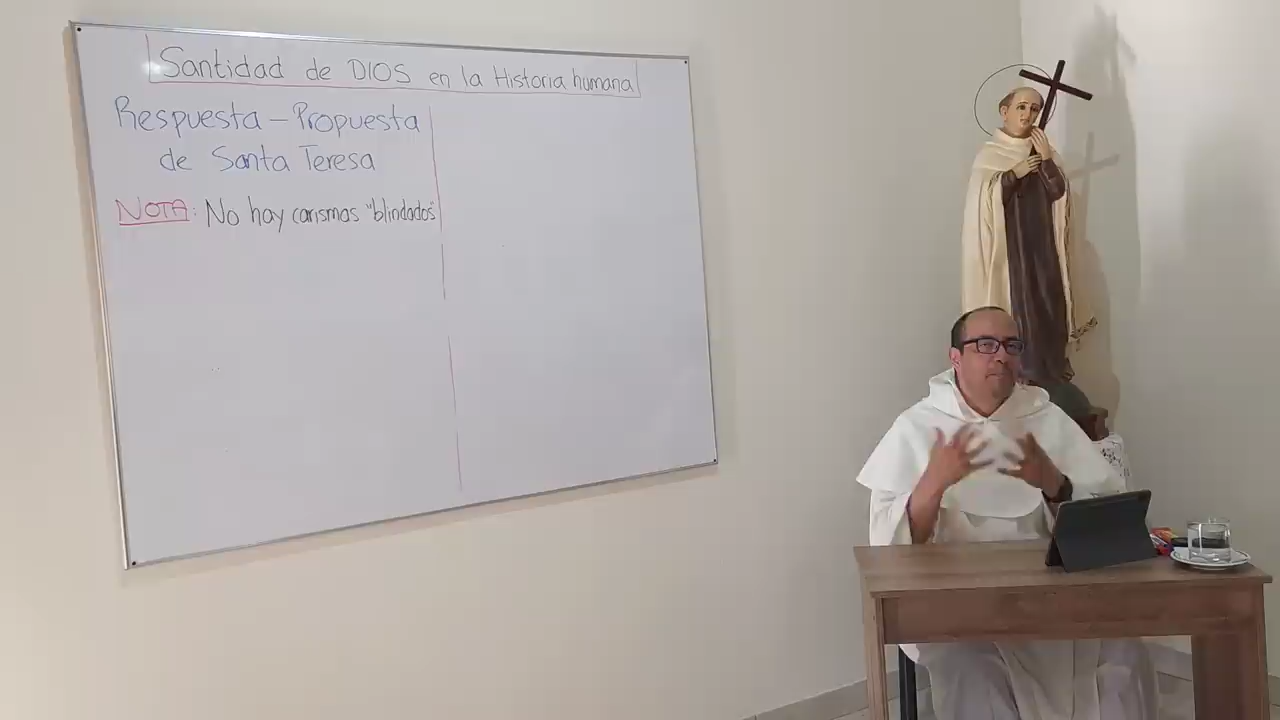 Santidad de DIOS en la Historia humana
Respuesta - Propuesta
de Santa Teresa
NOTA: No hay carismas "blindados"